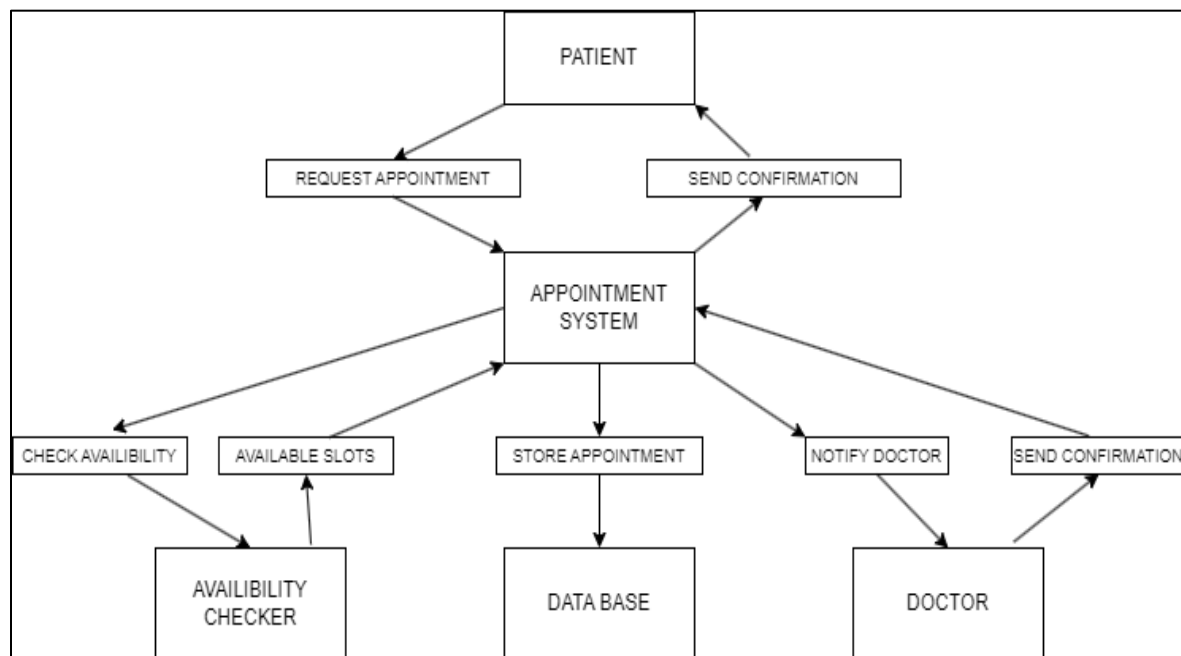 PATIENT
REQUEST APPOINTMENT
SEND CONFIRMATION
APPOINTMENT
SYSTEM
CHECK AVAILIBILITY
AVAILABLE SLOTS
STORE APPOINTMENT
NOTIFY DOCTOR
SEND CONFIRMATION
AVAILIBILITY
CHECKER
DATA BASE
DOCTOR